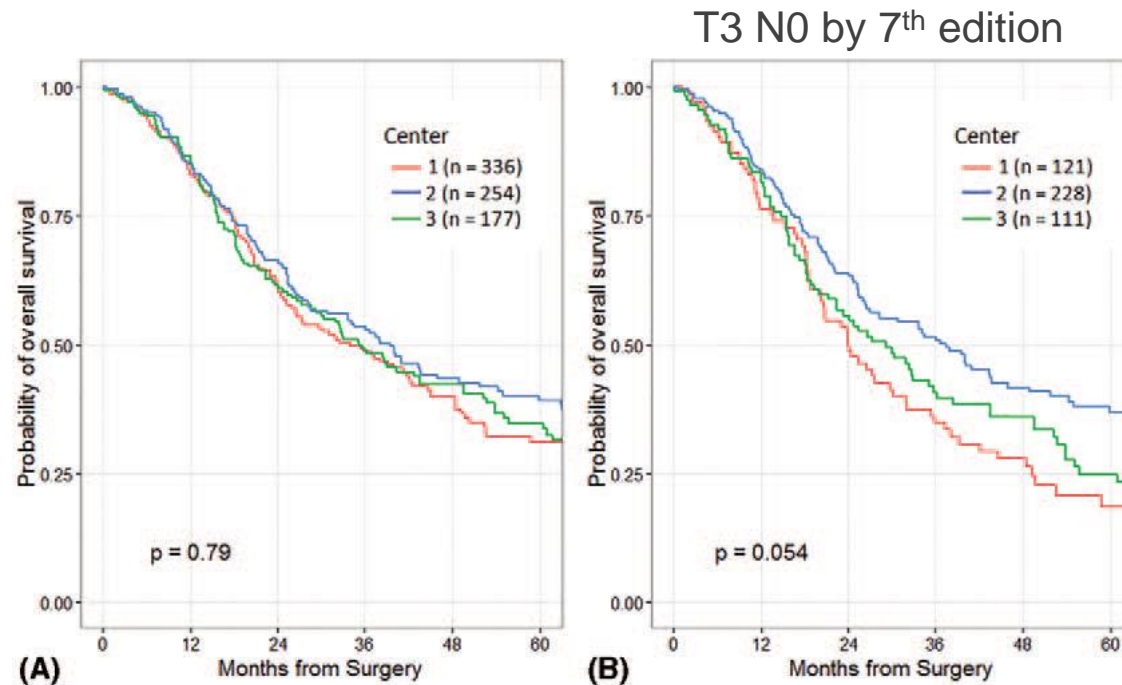 T3 N0 by 7th edition
Probability of overall survival
1.00
0.75
0.50
0.25
0.00
Center
1 (n = 336)
2 (n = 254)
3 (n = 177)
p = 0.79
0 12 24 36 48 60
Months from Surgery
(A)
Probability of overall survival
1.00
0.75
0.50
0.25
0.00
Center
1 (n = 121)
2 (n = 228)
3 (n = 111)
p = 0.054
0 12 24 36 48 60
Months from Surgery
(B)